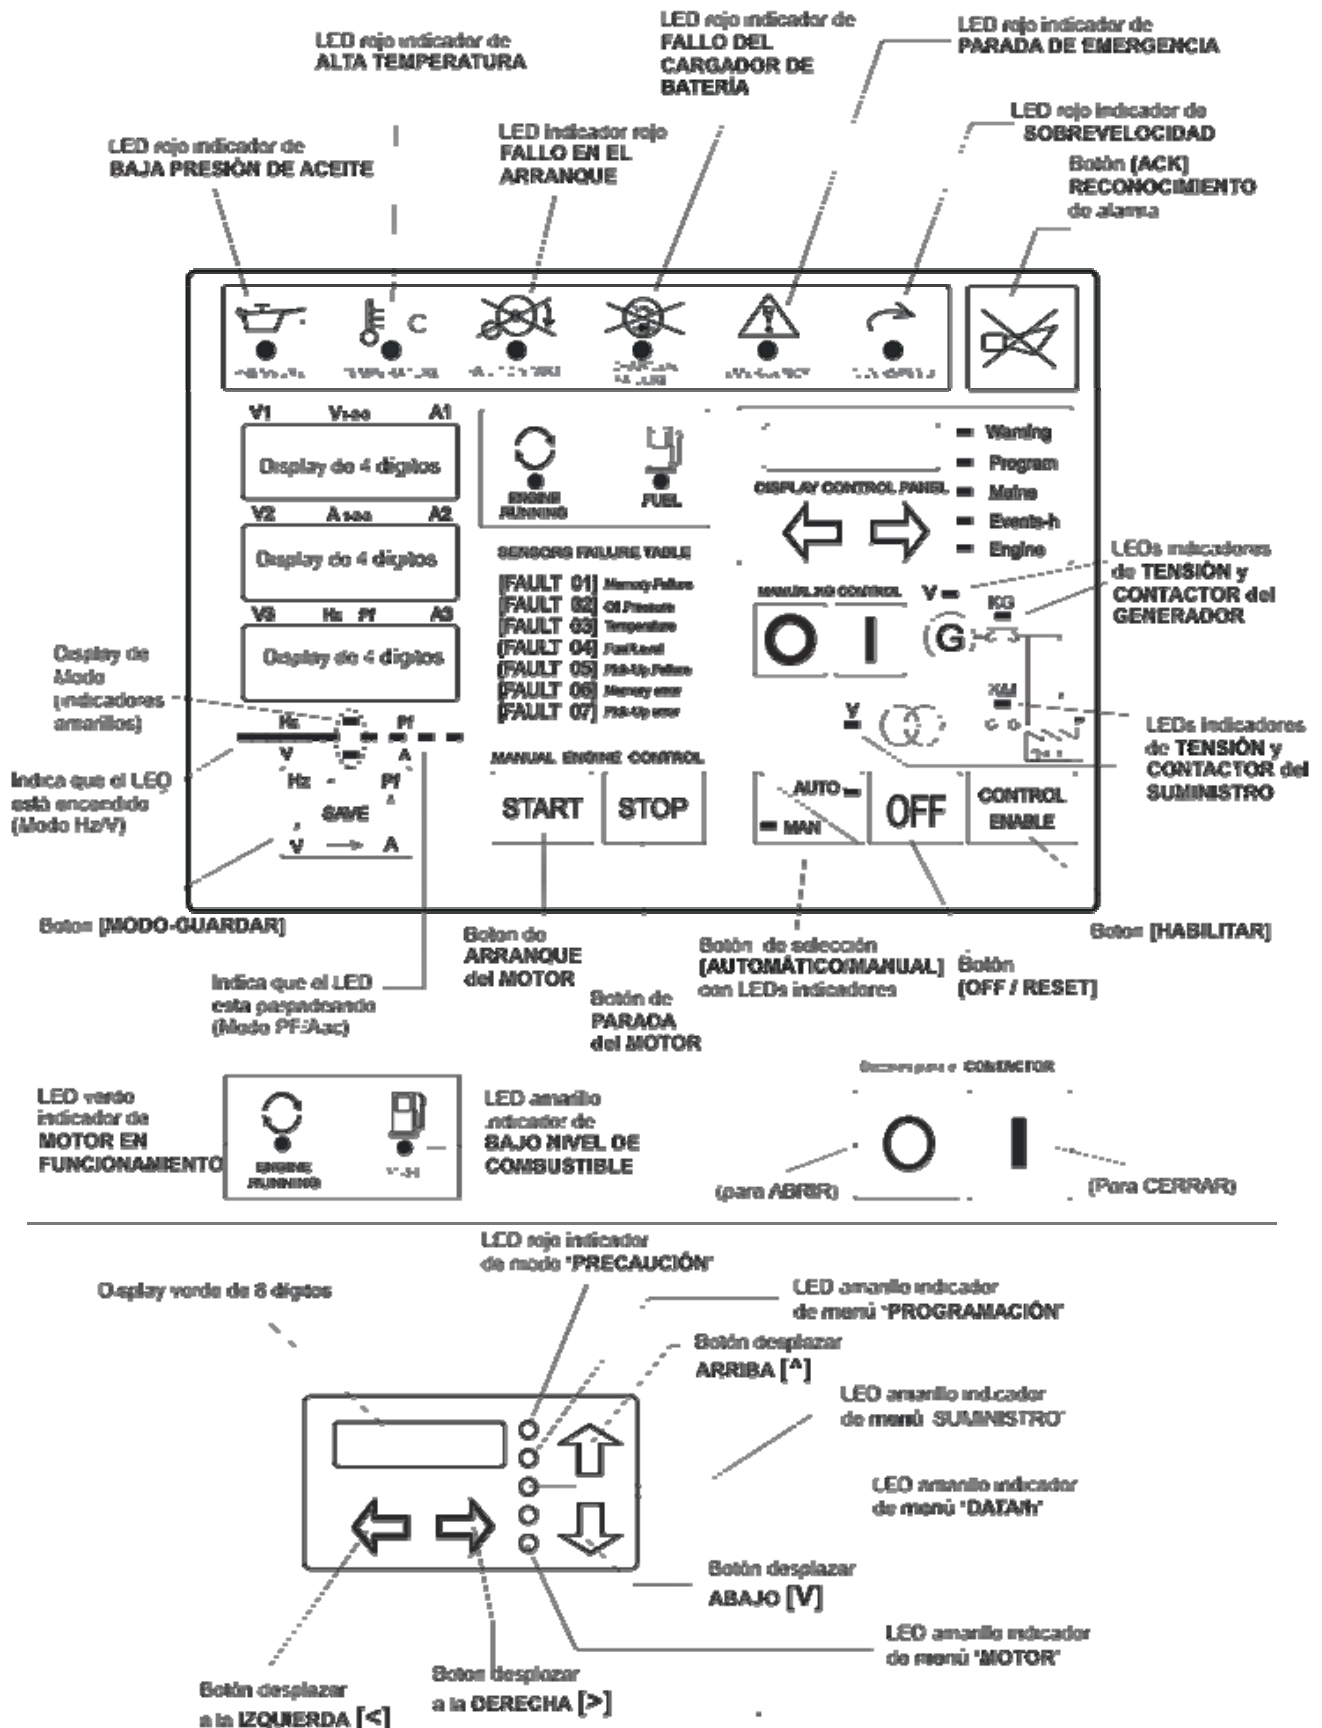 LED rojo indicador de
ALTA TEMPERATURA
LED rojo indicador de
FALLO DEL
CARGADOR DE
BATERÍA
LED rojo indicador de
PARADA DE EMERGENCIA
LED rojo indicador de
SOBREVELOCIDAD
LED rojo indicador de
BAJA PRESIÓN DE ACEITE
LED indicador rojo
FALLO EN EL
ARRANQUE
Botón [ACK]
RECONOCIMIENTO
de alarma
C
V1 A1
Display de 4 dígitos
V2 A2
Display de 4 dígitos
V3 Hz Pf A3
Display de 4 dígitos
ENGINE
RUNNING
FUEL
Warning
Program
Mains
Events-h
Engine
DISPLAY CONTROL PANEL
SENSORS FAILURE TABLE
[FAULT 01] Memory Failure
[FAULT 02] Oil Pressure
[FAULT 03] Temperature
[FAULT 04] Fuel Level
[FAULT 05] Pick-Up Failure
[FAULT 06] Memory error
[FAULT 07] Pick-Up error
V
KG
G
LEDs indicadores
de TENSIÓN y
CONTACTOR del
GENERADOR
Display de
Modo
(indicadores
amarillos)
Hz Pf
V A
Hz Pf
SAVE
V A
KM
V
LEDs indicadores
de TENSIÓN y
CONTACTOR del
SUMINISTRO
Indica que el LED
está encendido
(Modo Hz/V)
MANUAL ENGINE CONTROL
START
STOP
AUTO
MAN
OFF
CONTROL
ENABLE
Boton [MODO-GUARDAR]
Indica que el LED
esta parpadeando
(Modo PF/Aac)
Boton de
ARRANQUE
del MOTOR
Botón de
PARADA
del MOTOR
Botón de selección
[AUTOMÁTICO/MANUAL]
con LEDs indicadores
Botón
[OFF / RESET]
Boton [HABILITAR]
LED verde
indicador de
MOTOR EN
FUNCIONAMIENTO
ENGINE
RUNNING
LED amarillo
indicador de
BAJO NIVEL DE
COMBUSTIBLE
CONTACTOR
(para ABRIR)
(Para CERRAR)
LED rojo indicador
de modo "PRECAUCIÓN"
Display verde de 8 dígitos
LED amarillo indicador
de menú "PROGRAMACIÓN"
Botón desplazar
ARRIBA [^]
LED amarillo indicador
de menú SUMINISTRO"
LED amarillo indicador
de menú "DATA/h"
Botón desplazar
ABAJO [V]
LED amarillo indicador
de menú "MOTOR"
Boton desplazar
a la DERECHA [>]
Botón desplazar
a la IZQUIERDA [<]